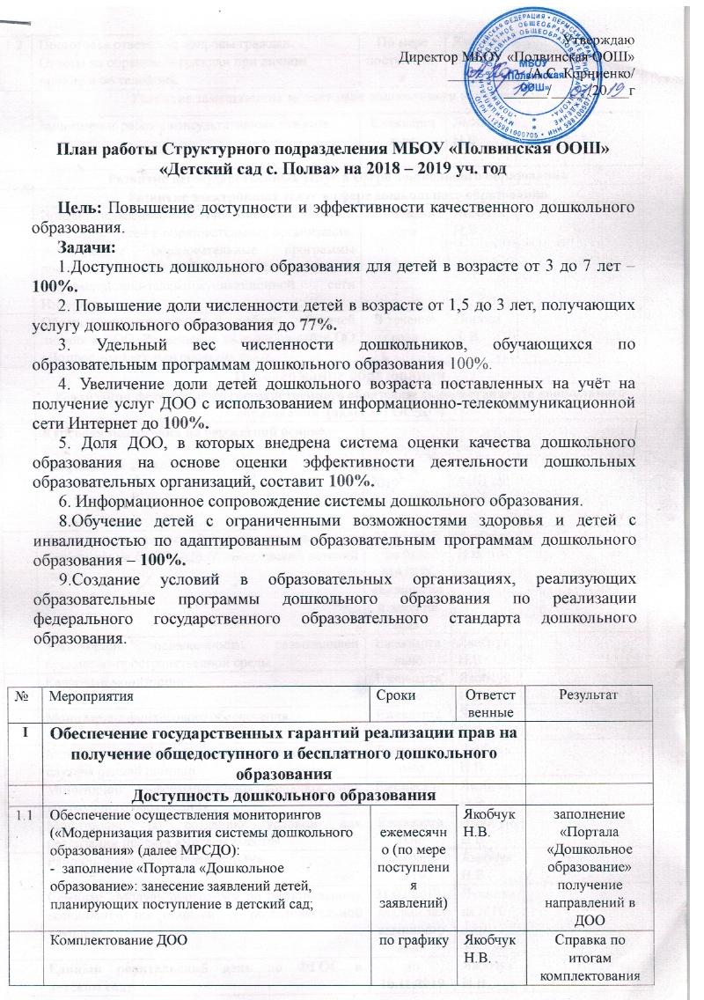 Утверждаю
Директор МБОУ «Полвинская ООШ»
/А.С. Корниенко/
20 19 г
МБОУ
«Полвинская
ООШ»
План работы Структурного подразделения МБОУ «Полвинская ООШ»
«Детский сад с. Полва» на 2018 – 2019 уч. год
Цель: Повышение доступности и эффективности качественного дошкольного
образования.
Задачи:
1.Доступность дошкольного образования для детей в возрасте от 3 до 7 лет –
100%.
2. Повышение доли численности детей в возрасте от 1,5 до 3 лет, получающих
услугу дошкольного образования до 77%.
3. Удельный вес численности дошкольников, обучающихся по
образовательным программам дошкольного образования 100%.
4. Увеличение доли детей дошкольного возраста поставленных на учёт на
получение услуг ДОО с использованием информационно-телекоммуникационной
сети Интернет до 100%.
5. Доля ДОО, в которых внедрена система оценки качества дошкольного
образования на основе оценки эффективности деятельности дошкольных
образовательных организаций, составит 100%.
6. Информационное сопровождение системы дошкольного образования.
8.Обучение детей с ограниченными возможностями здоровья и детей с
инвалидностью по адаптированным образовательным программам дошкольного
образования – 100%.
9.Создание условий в образовательных организациях, реализующих
образовательные программы дошкольного образования по реализации
федерального государственного образовательного стандарта дошкольного
образования.
№ Мероприятия Сроки Ответст Результат
венные
I Обеспечение государственных гарантий реализации прав на
получение общедоступного и бесплатного дошкольного
образования
Доступность дошкольного образования
1.1 Обеспечение осуществления мониторингов Якобчук заполнение
(«Модернизация развития системы дошкольного ежемесячн Н.В. «Портала
образования» (далее МРСДО): о (по мере «Дошкольное
- заполнение «Портала «Дошкольное поступлени образование»
образование»: занесение заявлений детей, я получение
планирующих поступление в детский сад; заявлений) направлений в
ДОО
Комплектование ДОО по графику Якобчук Справка по
Н.В. итогам
комплектования